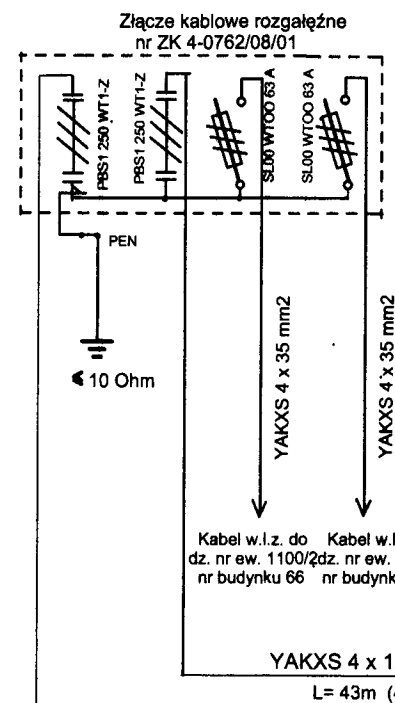 Złącze kablowe rozgałęźne
nr ZK 4-0762/08/01
PBS1 250 WT1-Z
PBS1 250 WT1-Z
SL00 WTOO 63 A
SL00 WTOO 63 A
PEN
≤ 10 Ohm
YAKXS 4 x 35 mm2
YAKXS 4 x 35 mm2
Kabel w.l.z. do
dz. nr ew. 1100/2
nr budynku 66
Kabel
dz. nr ew.
nr
YAKXS 4 x
L= 43m